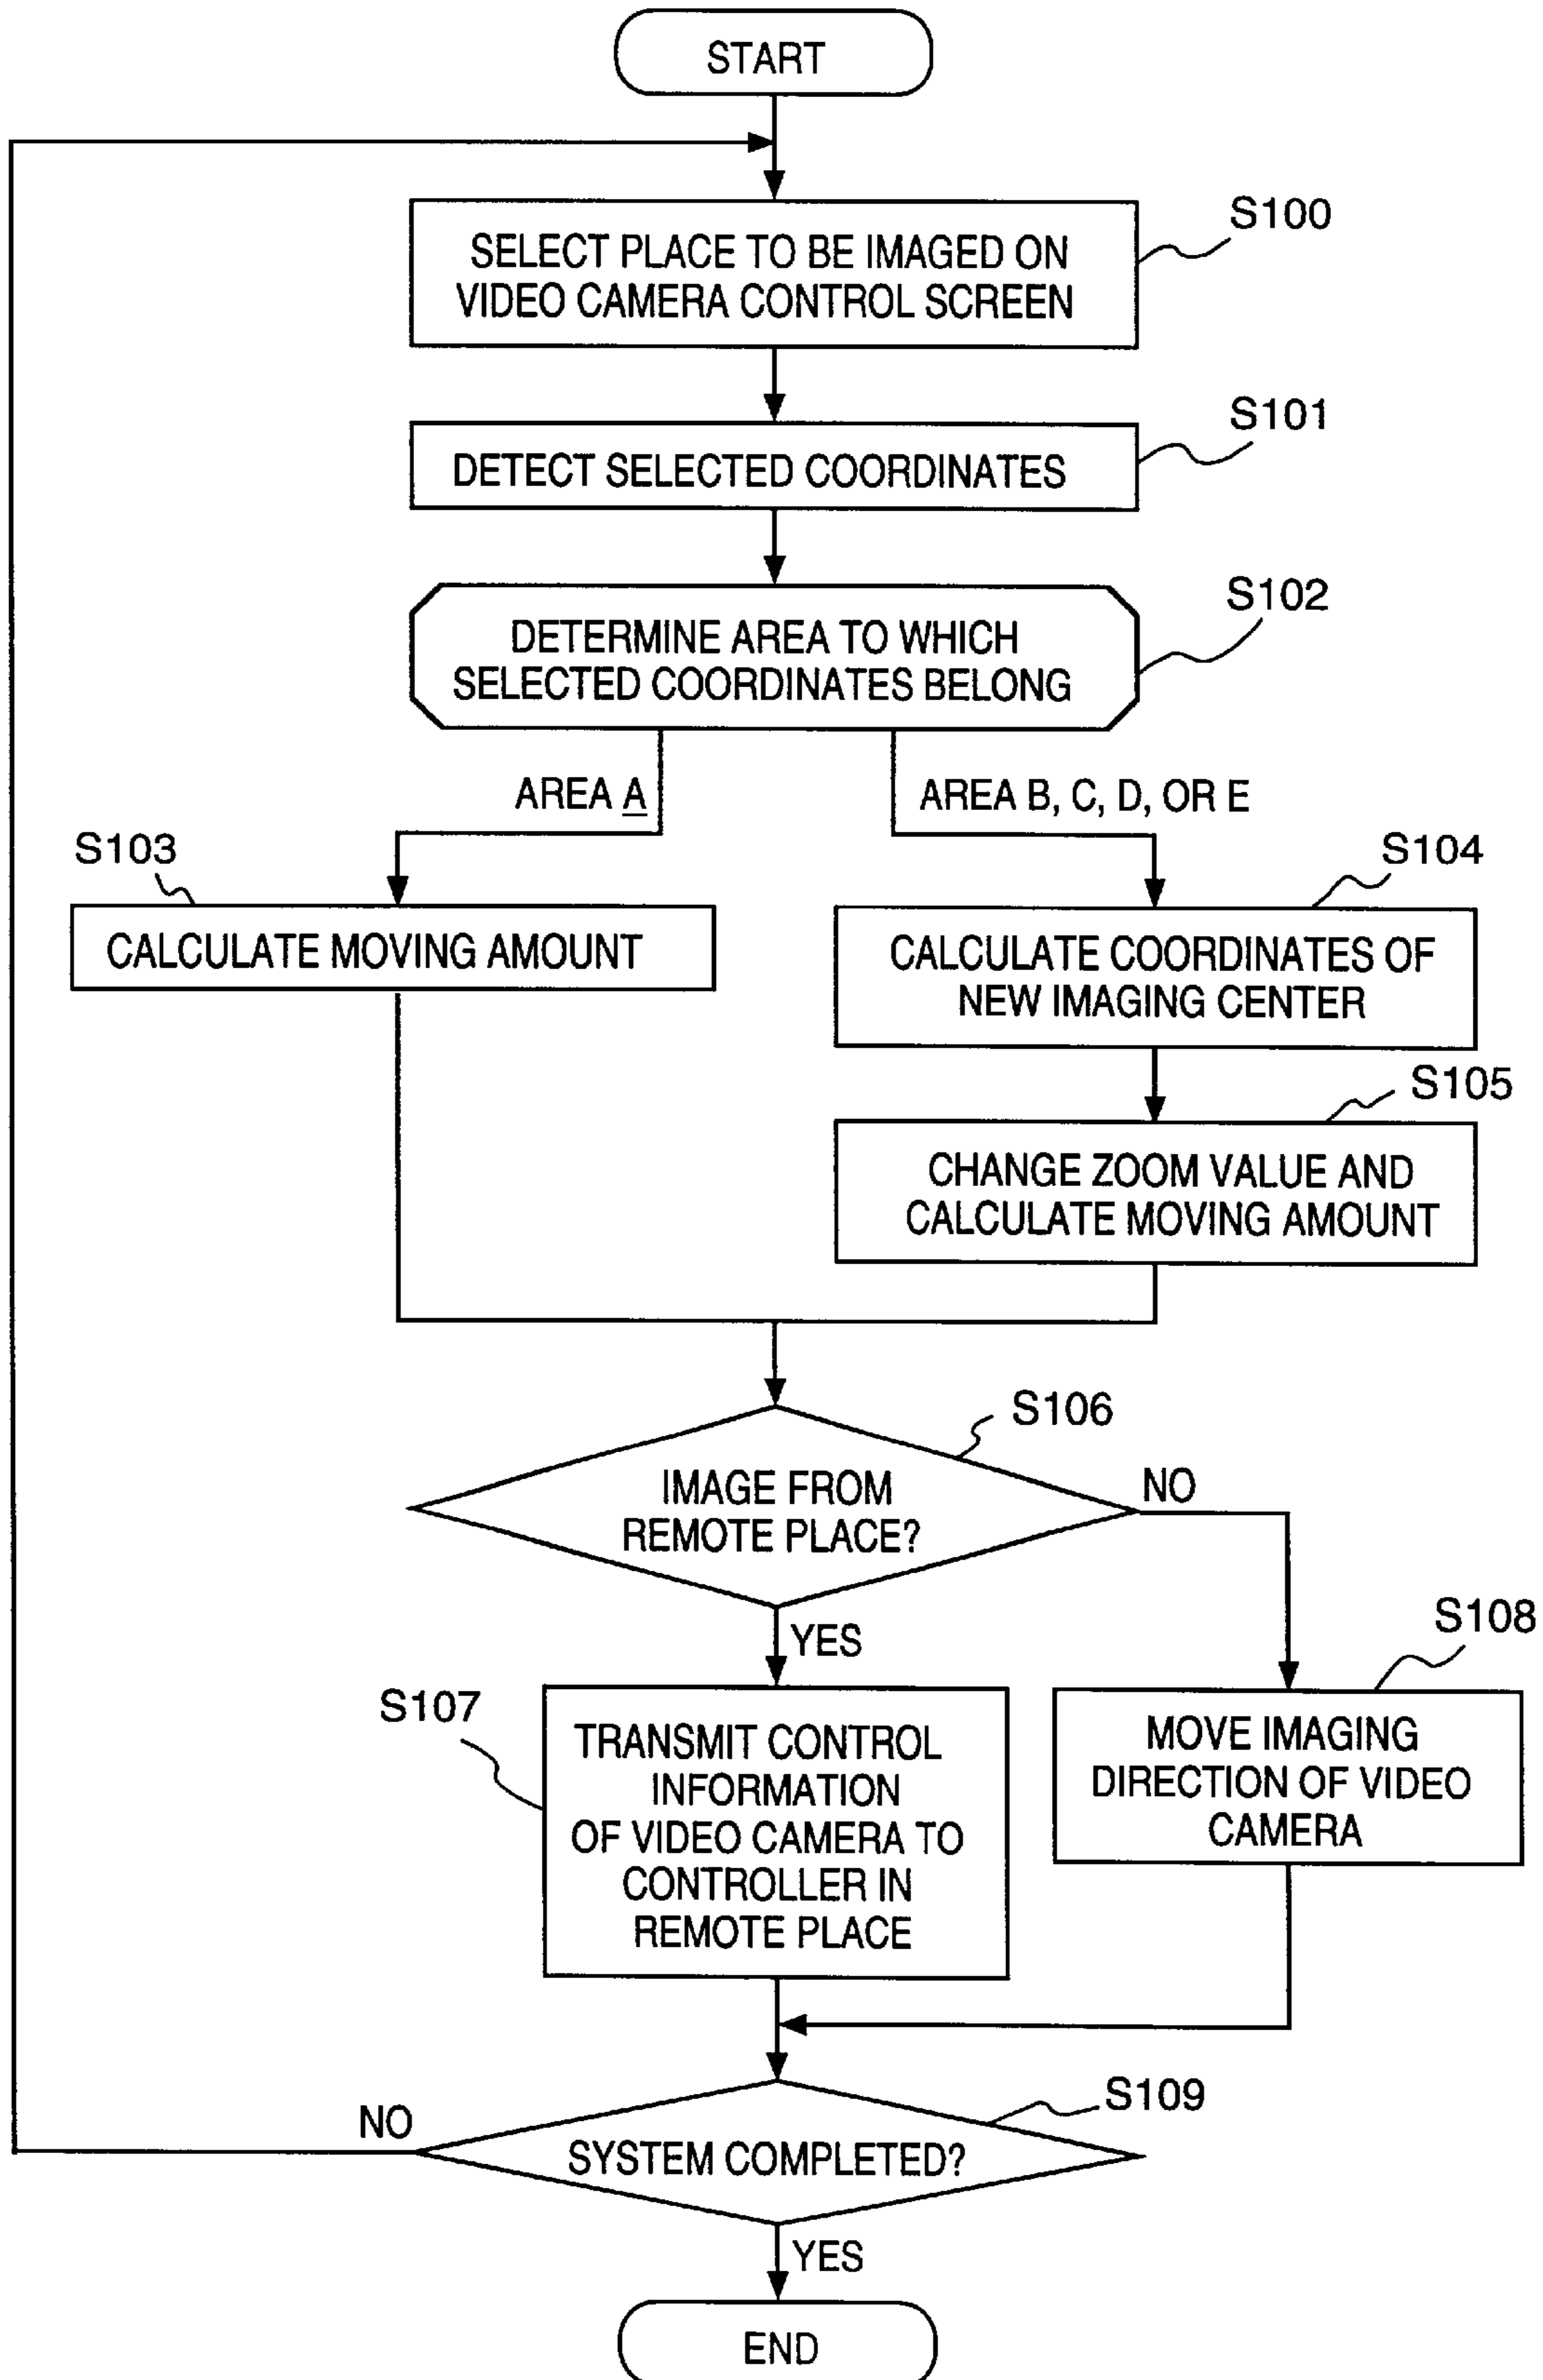 START
S100
SELECT PLACE TO BE IMAGED ON
VIDEO CAMERA CONTROL SCREEN
S101
DETECT SELECTED COORDINATES
S102
DETERMINE AREA TO WHICH
SELECTED COORDINATES BELONG
AREA A
AREA B, C, D, OR E
S103
CALCULATE MOVING AMOUNT
S104
CALCULATE COORDINATES OF
NEW IMAGING CENTER
S105
CHANGE ZOOM VALUE AND
CALCULATE MOVING AMOUNT
S106
IMAGE FROM
REMOTE PLACE?
NO
YES
S107
TRANSMIT CONTROL
INFORMATION
OF VIDEO CAMERA TO
CONTROLLER IN
REMOTE PLACE
S108
MOVE IMAGING
DIRECTION OF VIDEO
CAMERA
S109
NO
SYSTEM COMPLETED?
YES
END